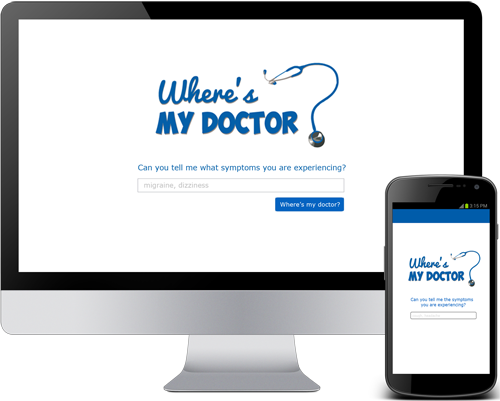 Where's
MY DOCTOR
Can you tell me what symptoms you are experiencing?
migraine, dizziness
Where's my doctor?
3:15 PM
Where's
MY DOCTOR
Can you tell me the symptoms
you are experiencing?